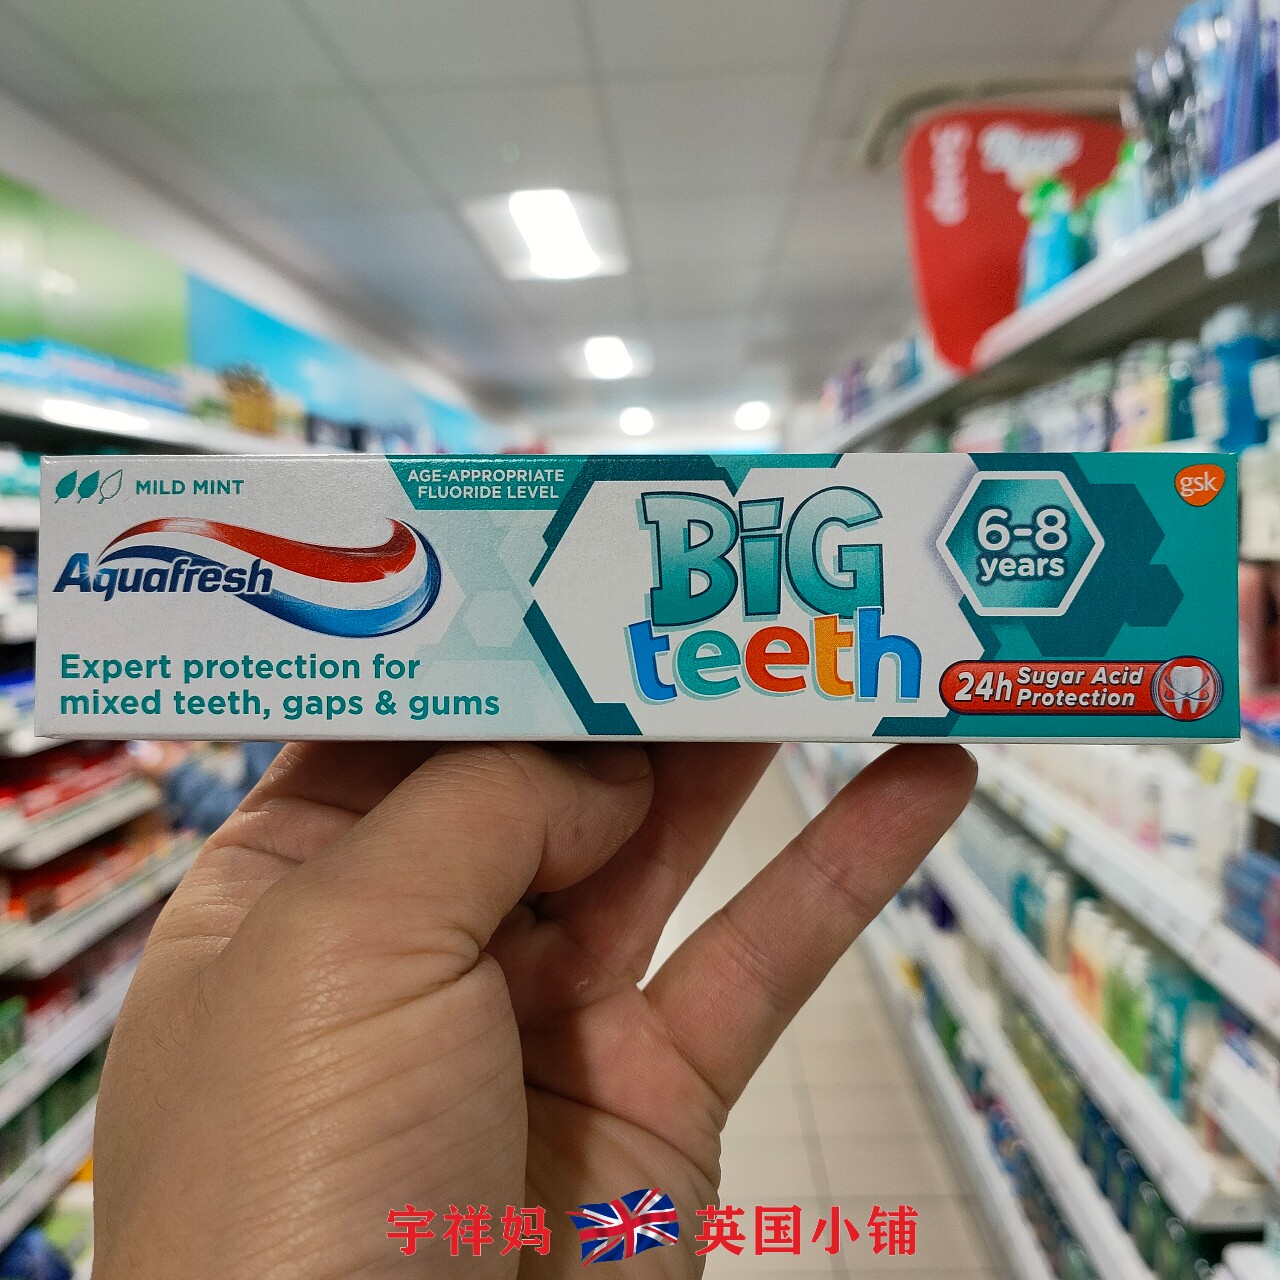 MILD MINT
AGE-APPROPRIATE
FLUORIDE LEVEL
Aquafresh
Expert protection for
mixed teeth, gaps & gums
BiG
teeth
6-8
years
gsk
24h Sugar Acid
Protection
Soap
宇祥妈 英国小铺